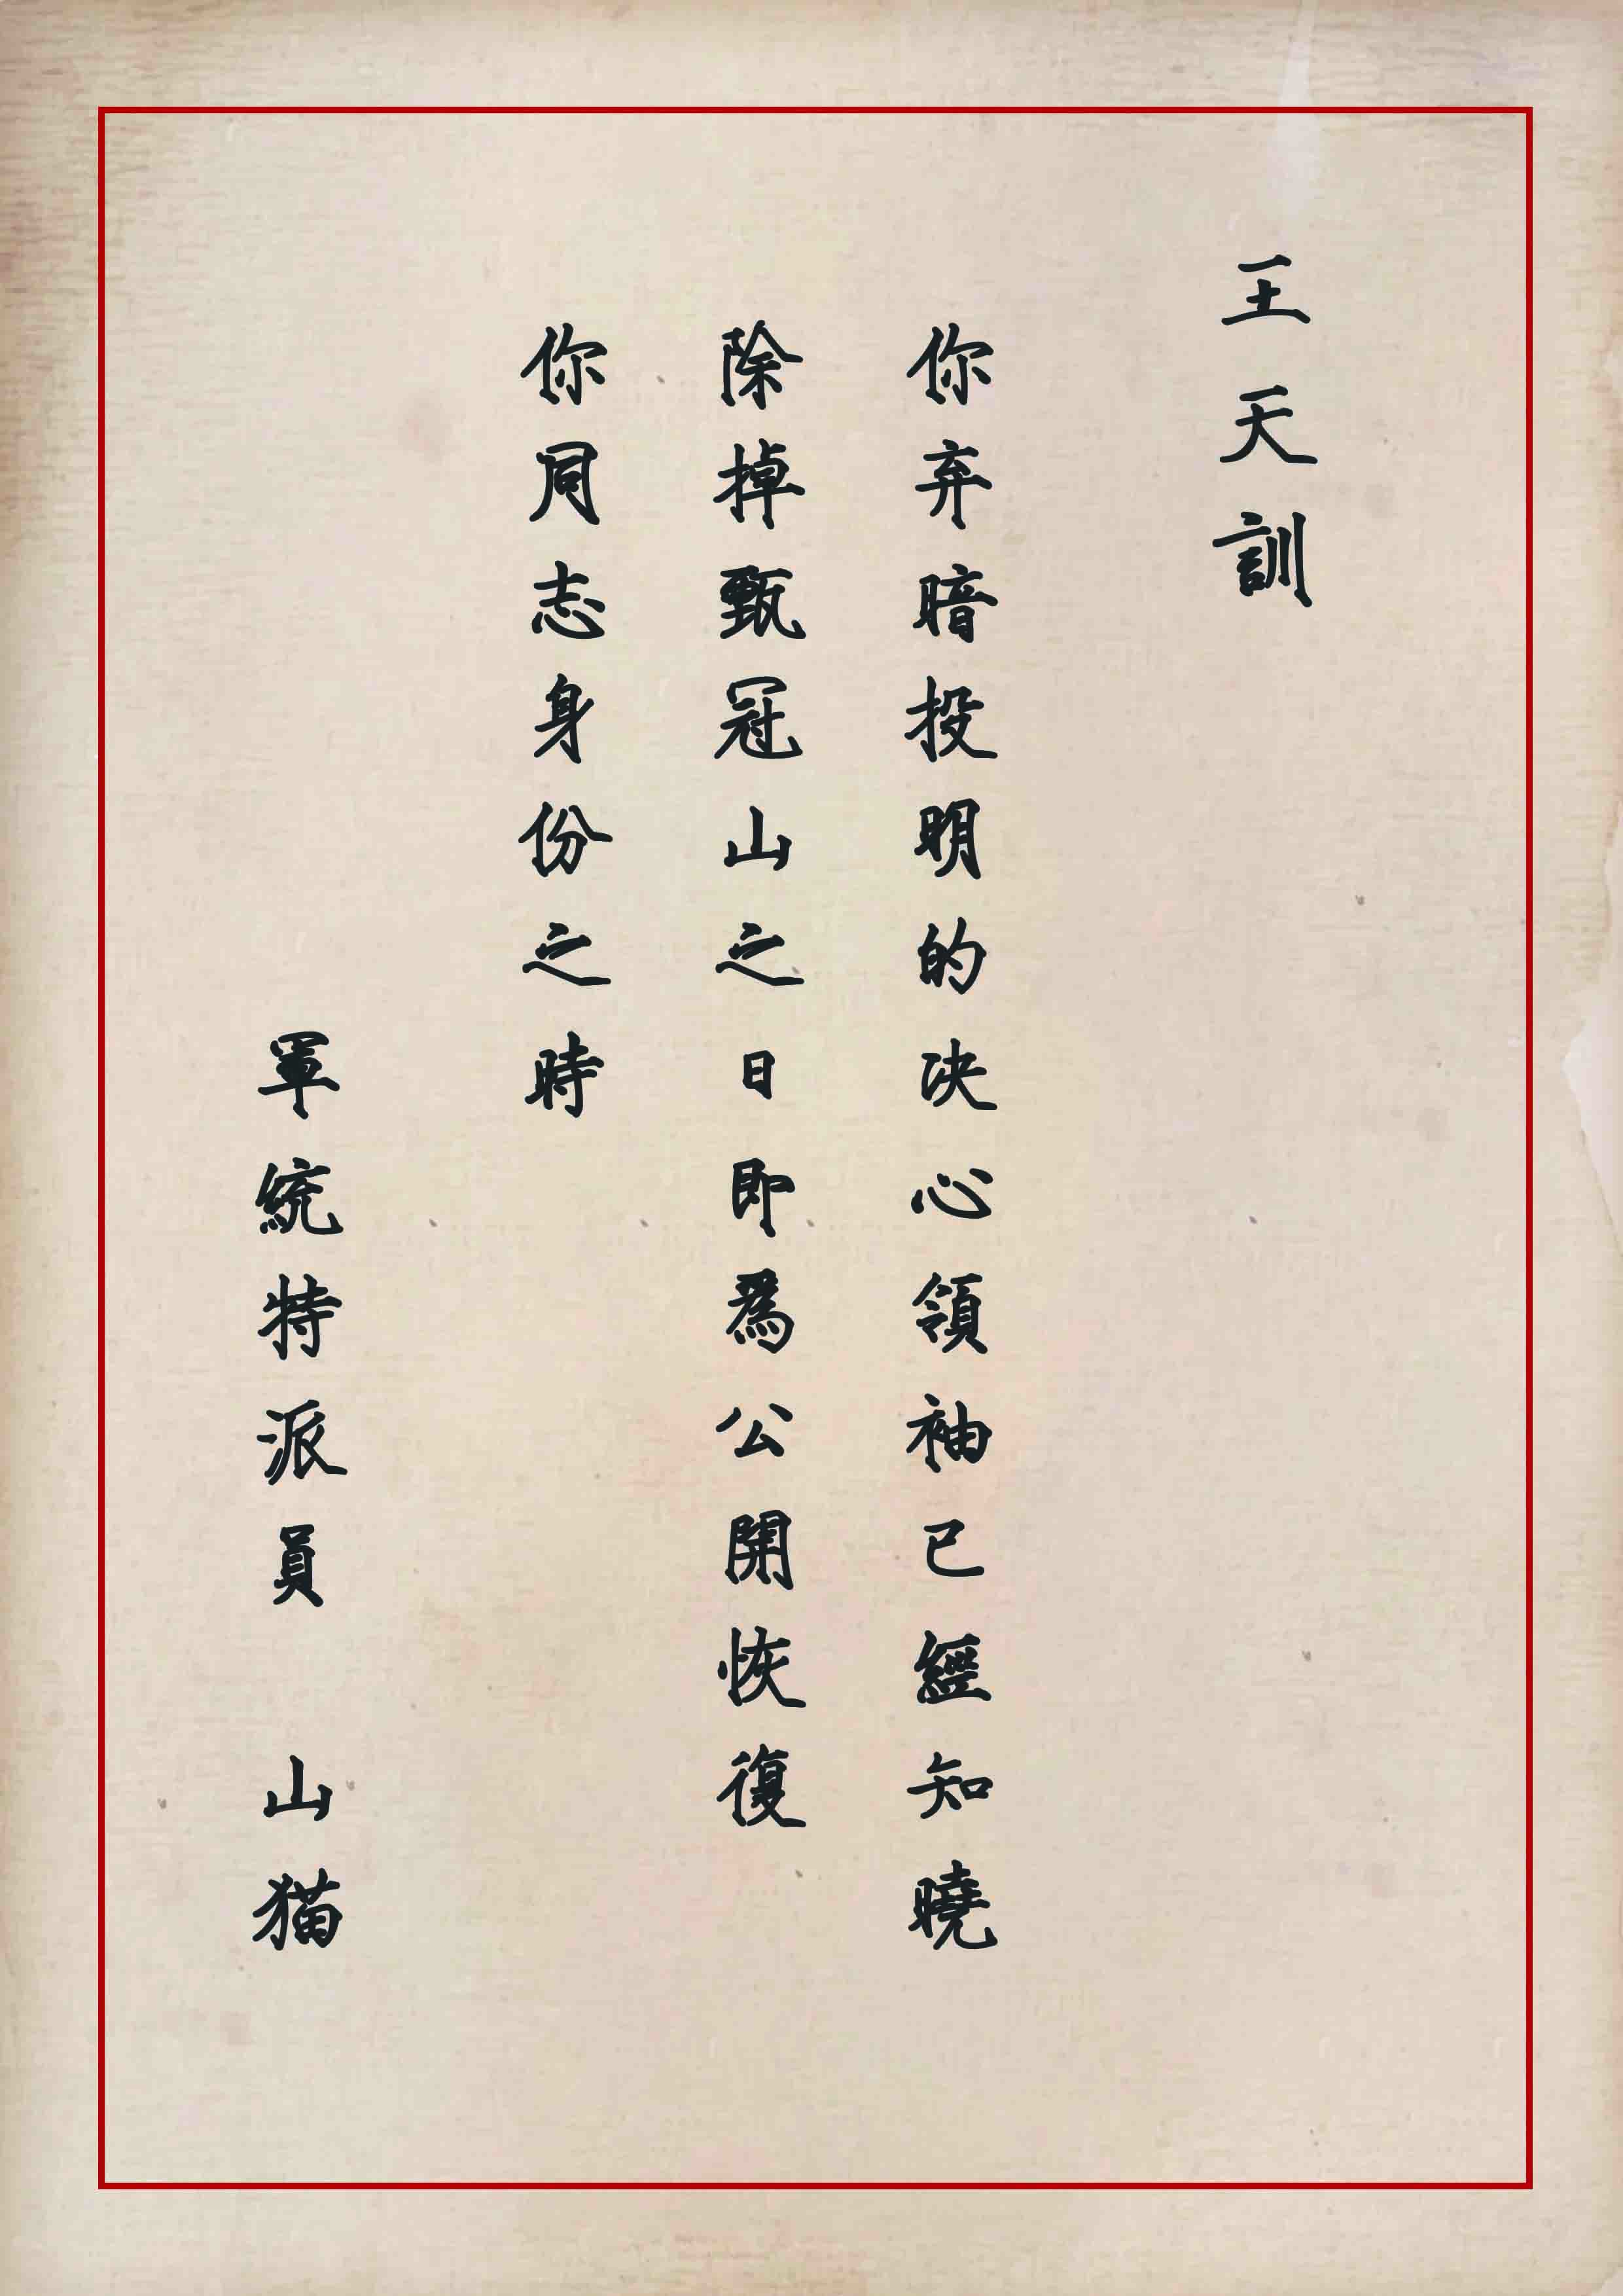 王天訓
你弃暗投明的决心領袖已經知曉
除掉甄冠山之日即為公開恢復
你同志身份之時
軍統特派員 山猫